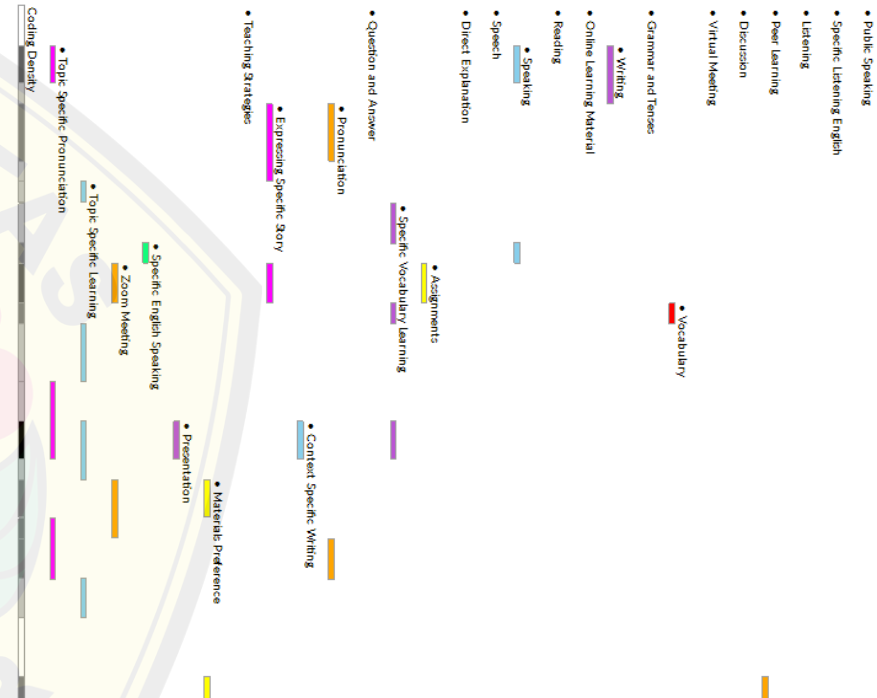 • Public Speaking
• Specific Listening English
• Listening
• Peer Learning
• Discussion
• Virtual Meeting
• Vocabulary
• Grammar and Tenses
• Writing
• Online Learning Material
• Reading
• Speaking
• Speech
• Direct Explanation
• Assignments
• Specific Vocabulary Learning
• Question and Answer
• Pronunciation
• Context Specific Writing
• Expressing Specific Story
• Teaching Strategies
• Materials Preference
• Presentation
• Specific English Speaking
• Zoom Meeting
• Topic Specific Learning
• Topic Specific Pronunciation
Coding Density